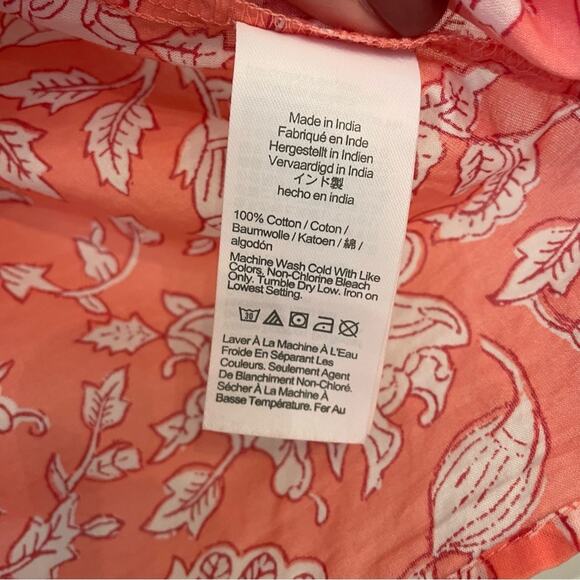 Made in India
Fabriqué en Inde
Hergestellt in Indien
Vervaardigd in India
インド製
hecho en india
100% Cotton / Coton /
Baumwolle / Katoen / 綿 /
algodón
Machine Wash Cold With Like
Colors, Non-Chlorine Bleach
Only. Tumble Dry Low. Iron on
Lowest Setting.
30
Laver À La Machine À L'Eau
Froide En Séparant Les
Couleurs. Seulement Agent
De Blanchiment Non-Chloré.
Sécher À La Machine À
Basse Température. Fer Au